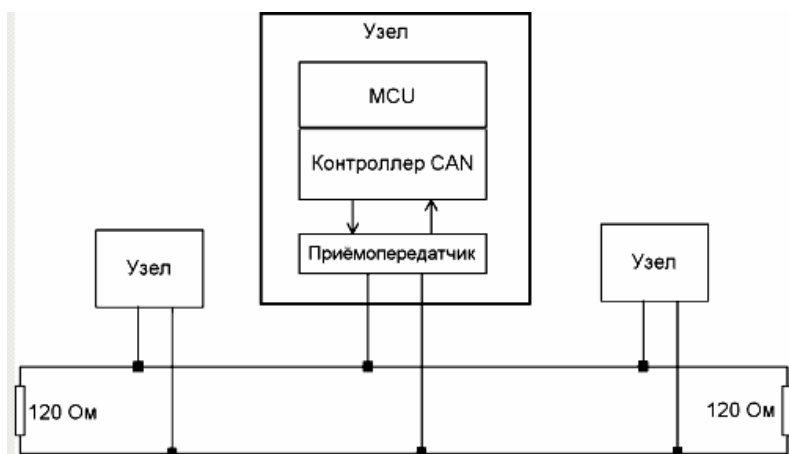 Узел
MCU
Контроллер CAN
Приёмопередатчик
Узел
Узел
120 Ом
120 Ом